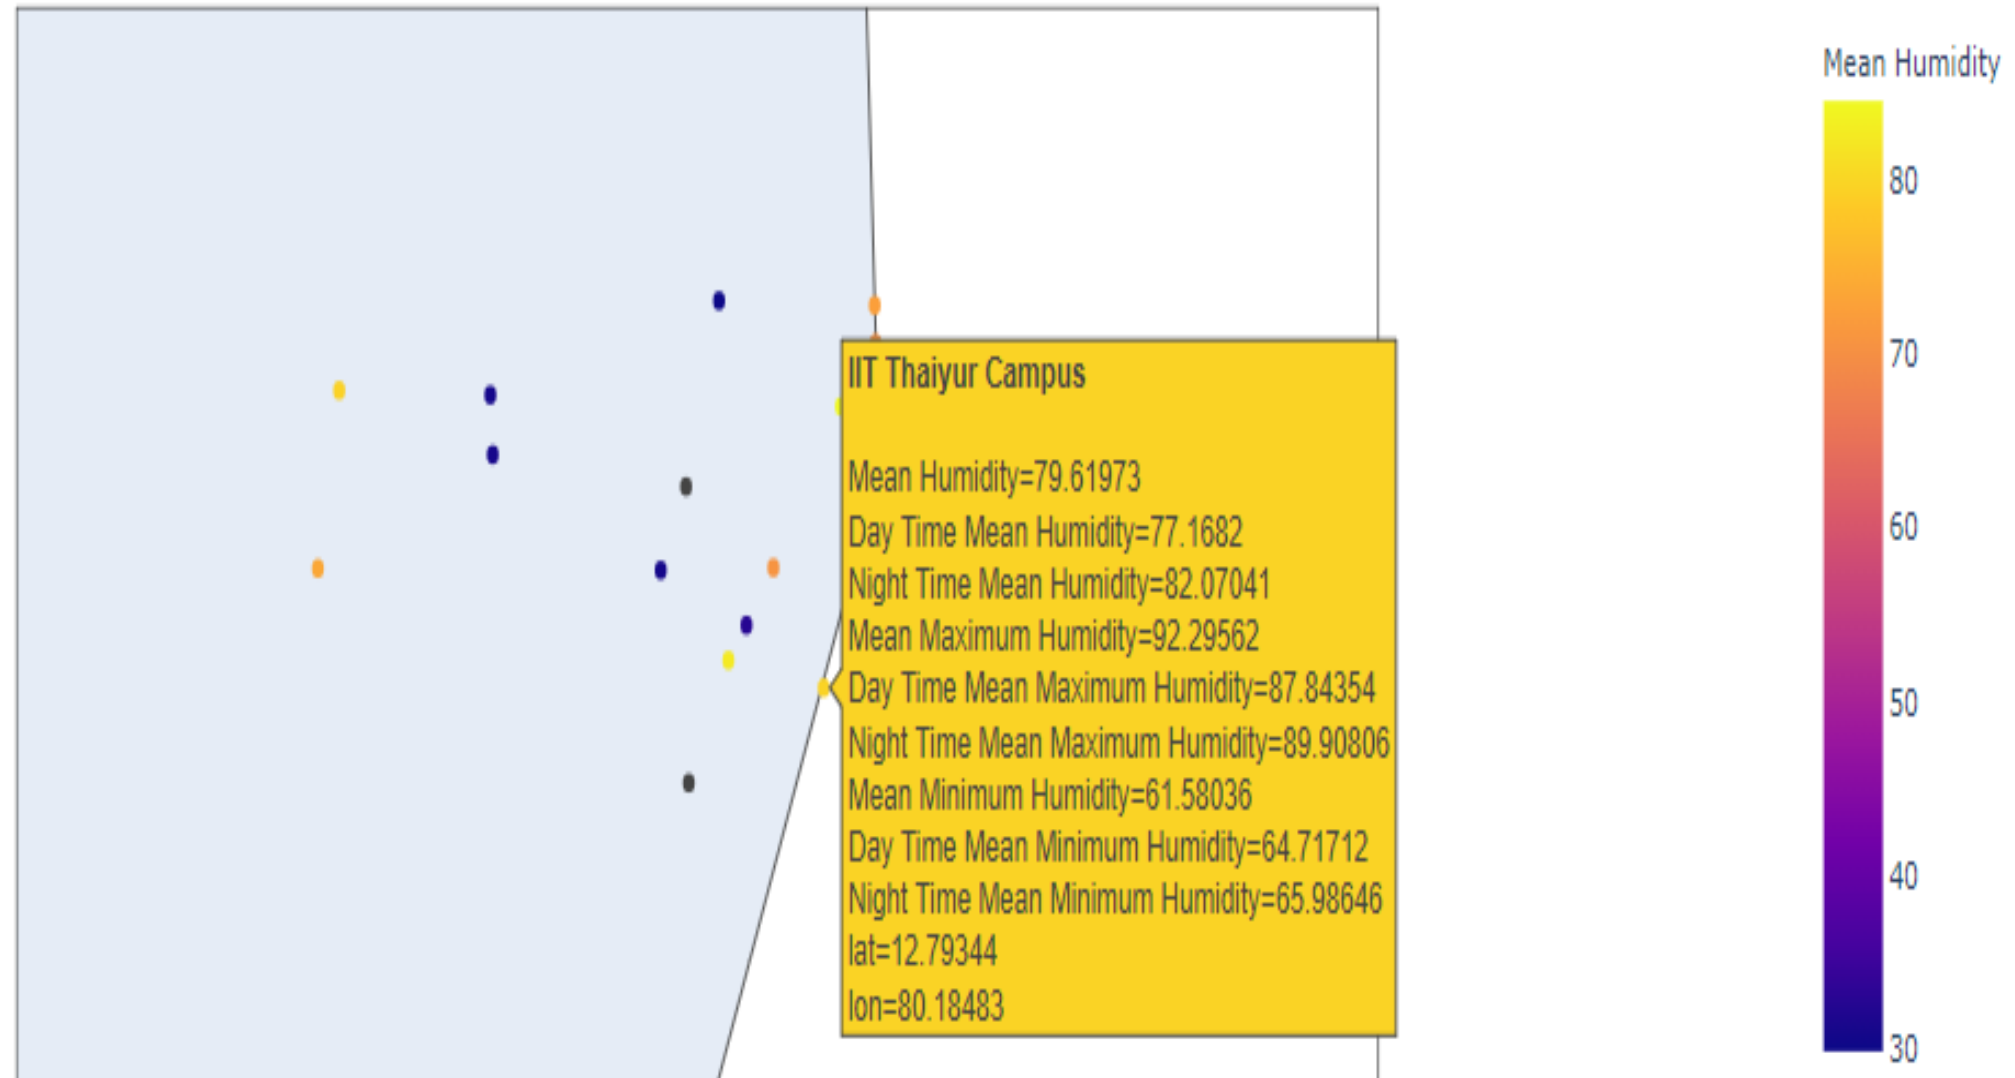 Mean Humidity
80
70
60
50
40
30
IIT Thaiyur Campus
Mean Humidity=79.61973
Day Time Mean Humidity=77.1682
Night Time Mean Humidity=82.07041
Mean Maximum Humidity=92.29562
Day Time Mean Maximum Humidity=87.84354
Night Time Mean Maximum Humidity=89.90806
Mean Minimum Humidity=61.58036
Day Time Mean Minimum Humidity=64.71712
Night Time Mean Minimum Humidity=65.98646
lat=12.79344
lon=80.18483